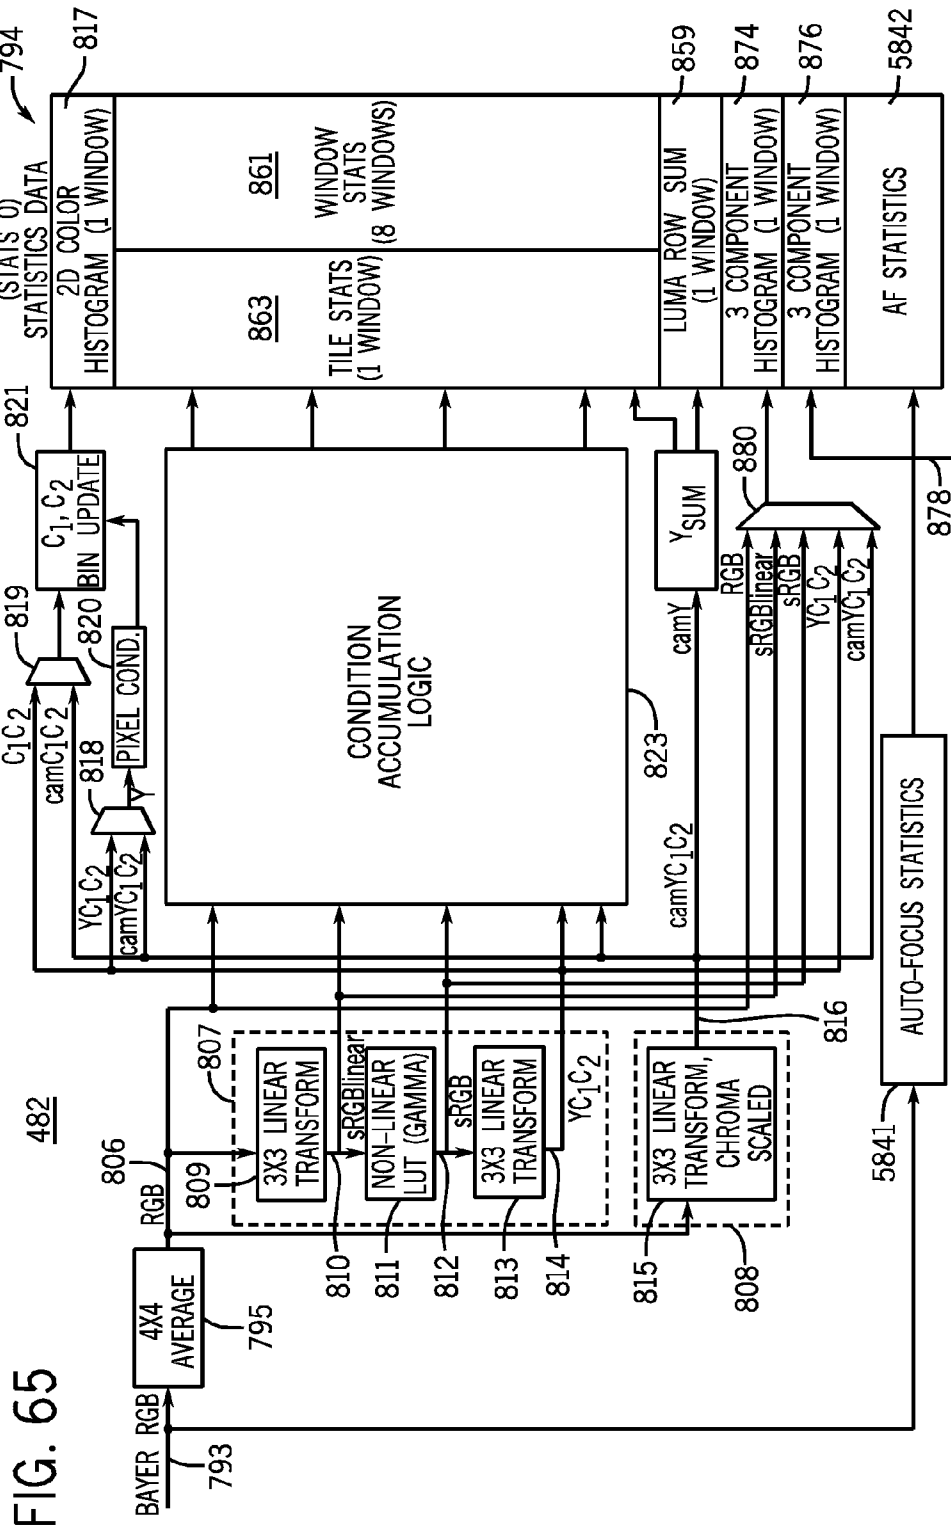 FIG. 65
482
BAYER RGB
793
4X4
AVERAGE
795
RGB
806
807
809
3X3 LINEAR
TRANSFORM
810
sRGBlinear
NON-LINEAR
LUT (GAMMA)
811
812
sRGB
3X3 LINEAR
TRANSFORM
813
814
YC1C2
3X3 LINEAR
TRANSFORM,
CHROMA
SCALED
815
808
816
AUTO-FOCUS STATISTICS
5841
C1C2
camC1C2
819
YC1C2
camYC1C2
818
Y
PIXEL COND.
820
C1, C2
BIN UPDATE
821
CONDITION
ACCUMULATION
LOGIC
823
camYC1C2
camY
YSUM
RGB
sRGBlinear
sRGB
YC1C2
camYC1C2
880
878
(STATS 0)
STATISTICS DATA
794
2D COLOR
HISTOGRAM (1 WINDOW)
817
863
TILE STATS
(1 WINDOW)
861
WINDOW
STATS
(8 WINDOWS)
LUMA ROW SUM
(1 WINDOW)
859
3 COMPONENT
HISTOGRAM (1 WINDOW)
874
3 COMPONENT
HISTOGRAM (1 WINDOW)
876
AF STATISTICS
5842